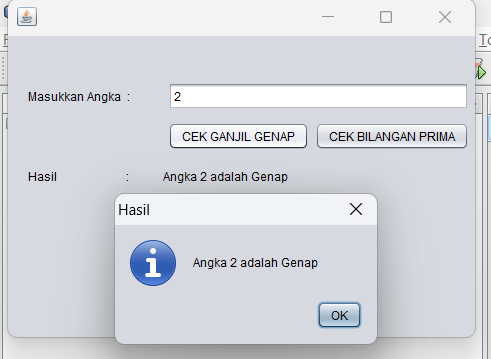 Masukkan Angka :
2
CEK GANJIL GENAP
CEK BILANGAN PRIMA
Hasil : Angka 2 adalah Genap
Hasil
Angka 2 adalah Genap
OK